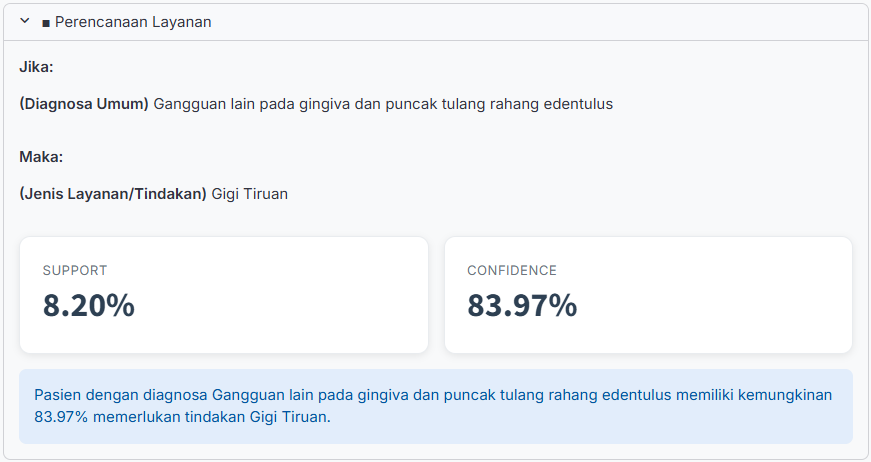 ■ Perencanaan Layanan
Jika:
(Diagnosa Umum) Gangguan lain pada gingiva dan puncak tulang rahang edentulus
Maka:
(Jenis Layanan/Tindakan) Gigi Tiruan
SUPPORT
8.20%
CONFIDENCE
83.97%
Pasien dengan diagnosa Gangguan lain pada gingiva dan puncak tulang rahang edentulus memiliki kemungkinan
83.97% memerlukan tindakan Gigi Tiruan.